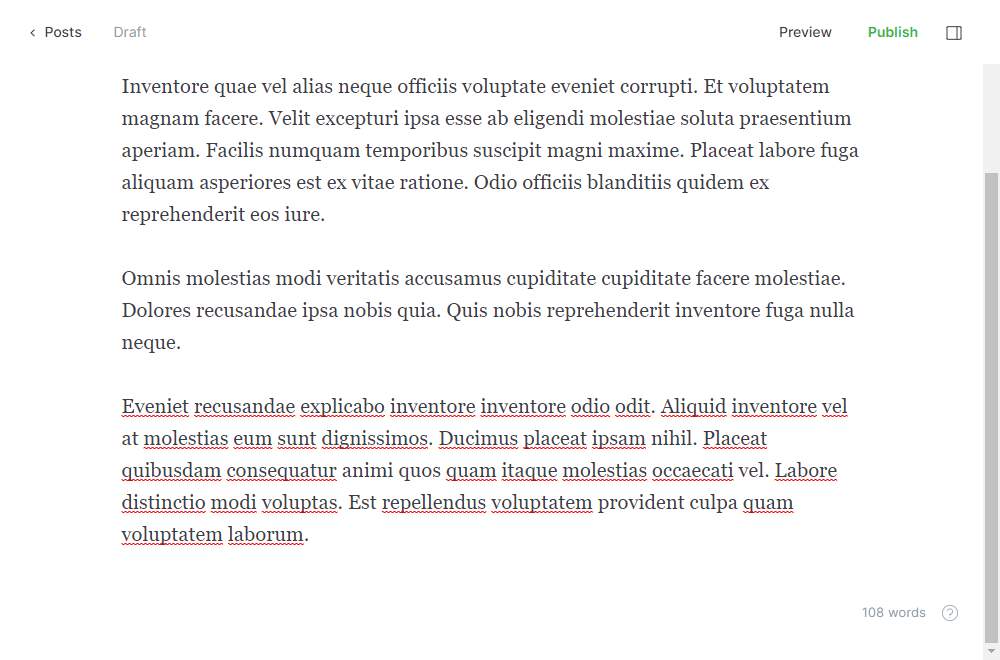 Posts
Draft
Preview
Publish
Inventore quae vel alias neque officiis voluptate eveniet corrupti. Et voluptatem
magnam facere. Velit excepturi ipsa esse ab eligendi molestiae soluta praesentium
aperiam. Facilis numquam temporibus suscipit magni maxime. Placeat labore fuga
aliquam asperiores est ex vitae ratione. Odio officiis blanditiis quidem ex
reprehenderit eos iure.
Omnis molestias modi veritatis accusamus cupiditate cupiditate facere molestiae.
Dolores recusandae ipsa nobis quia. Quis nobis reprehenderit inventore fuga nulla
neque.
Eveniet recusandae explicabo inventore inventore odio odit. Aliquid inventore vel
at molestias eum sunt dignissimos. Ducimus placeat ipsam nihil. Placeat
quibusdam consequatur animi quos quam itaque molestias occaecati vel. Labore
distinctio modi voluptas. Est repellendus voluptatem provident culpa quam
voluptatem laborum.
108 words